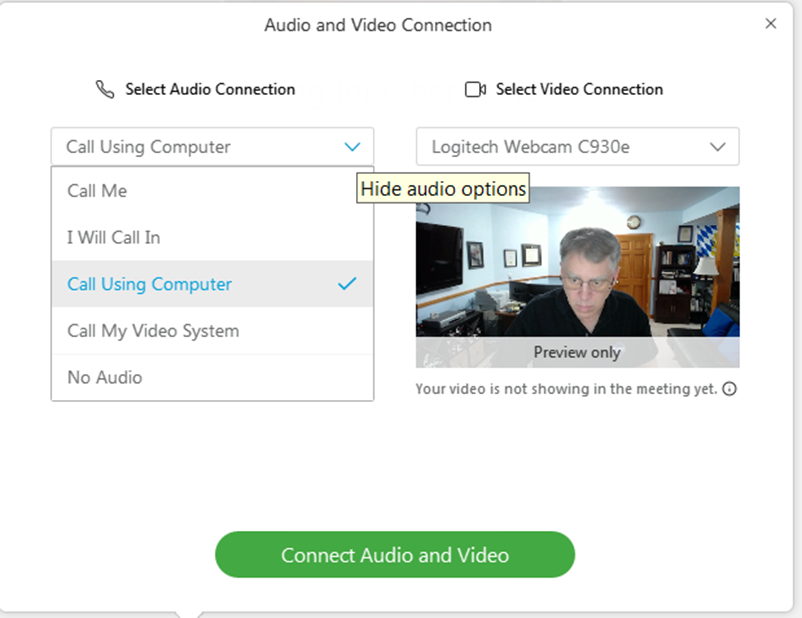 Audio and Video Connection
Select Audio Connection
Select Video Connection
Call Using Computer
Logitech Webcam C930e
Hide audio options
Call Me
I Will Call In
Call Using Computer
Call My Video System
No Audio
Preview only
Your video is not showing in the meeting yet.
Connect Audio and Video